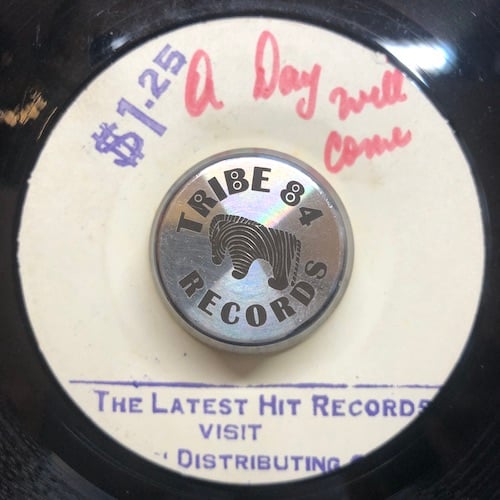 $1.25
A Day will
come
TRIBE 84
RECORDS
THE LATEST HIT RECORDS
VISIT
DISTRIBUTING